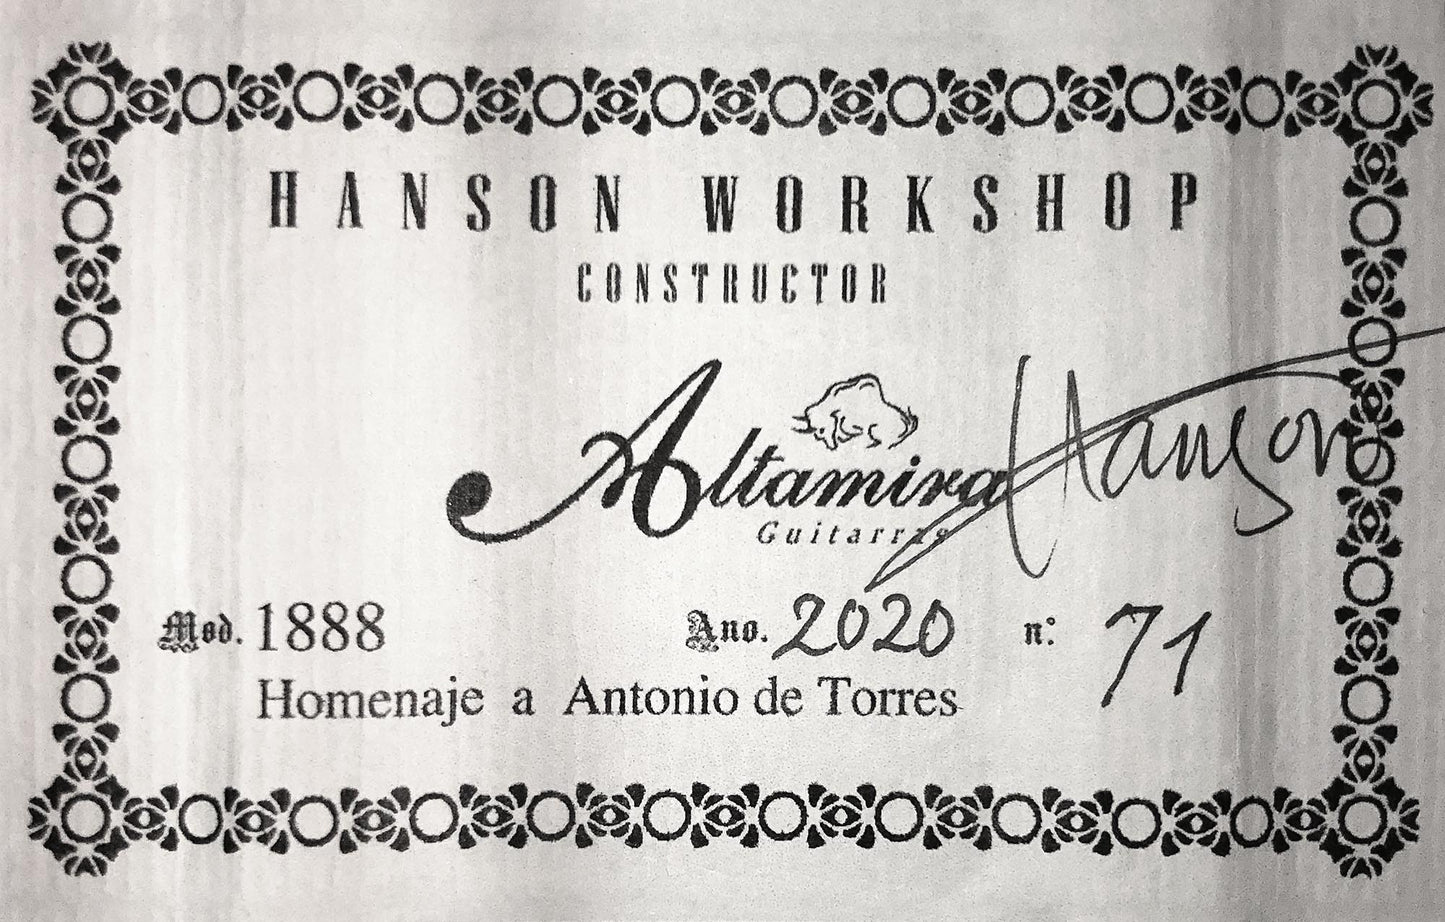 HANSON WORKSHOP
CONSTRUCTOR
Altamira
Guitarras
Hanson
Mod. 1888 Ano. 2020 n: 71
Homenaje a Antonio de Torres